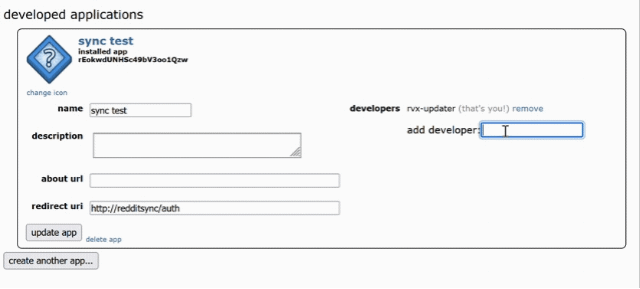 developed applications
sync test
installed app
rEokwdUNHSc49bV3oo1Qzw
change icon
name sync test
developers rvx-updater (that's you!) remove
add developer:
description
about url
redirect uri http://redditsync/auth
update app delete app
create another app...